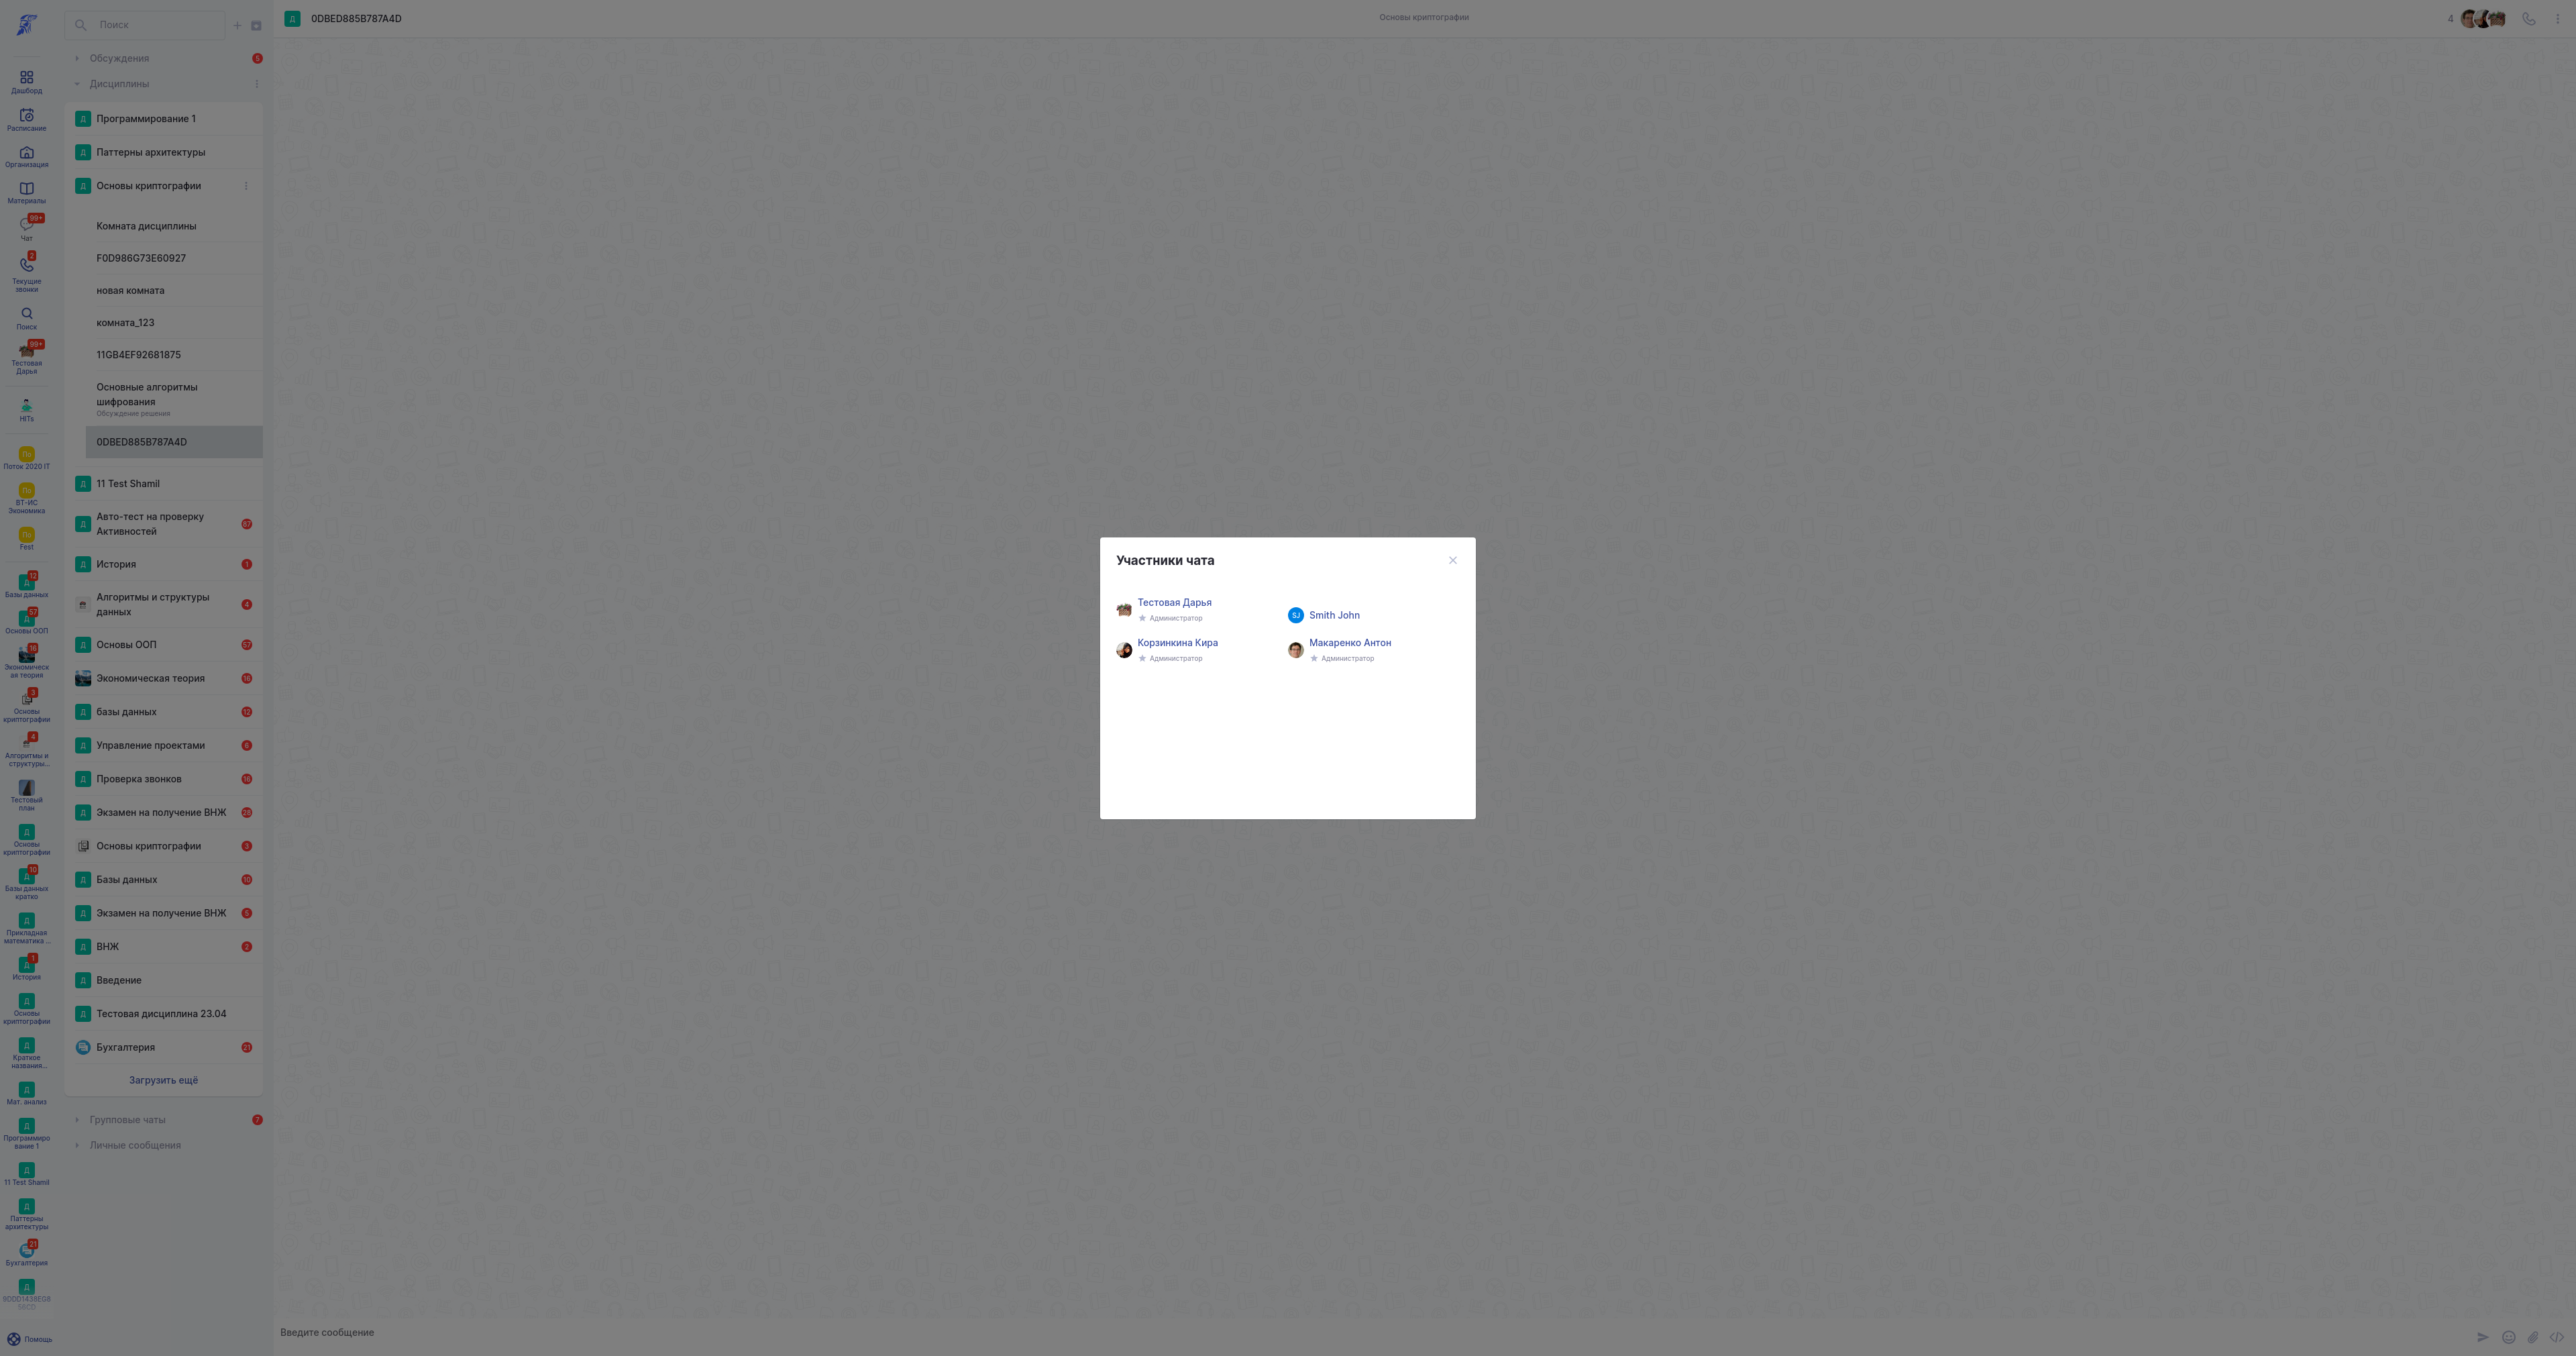 Дашборд
Расписание
Организация
Материалы
99+
Чат
2
Текущие
звонки
Поиск
99+
Тестовая
Дарья
HITs
По
Поток 2020 IT
По
ВТ-ИС
Экономика
По
Fest
12
Д
Базы данных
57
Д
Основы ООП
16
Экономическ
ая теория
3
Основы
криптографии
4
Алгоритмы и
структуры...
Тестовый
план
Д
Основы
криптографии
10
Д
Базы данных
кратко
Д
Прикладная
математика ...
1
Д
История
Д
Основы
криптографии
Д
Краткое
названия...
Д
Мат. анализ
Д
Программиро
вание 1
Д
11 Test Shamil
Д
Паттерны
архитектуры
21
Бухгалтерия
Д
Помощь
Поиск
Обсуждения
5
Дисциплины
Д Программирование 1
Д Паттерны архитектуры
Д Основы криптографии
Комната дисциплины
F0D986G73E60927
новая комната
комната_123
11GB4EF92681875
Основные алгоритмы
шифрования
Обсуждение решения
0DBED885B787A4D
Д 11 Test Shamil
Д Авто-тест на проверку
Активностей
87
Д История 1
Алгоритмы и структуры
данных
4
Д Основы ООП 57
Экономическая теория 16
Д базы данных 12
Д Управление проектами 6
Д Проверка звонков 16
Д Экзамен на получение ВНЖ 28
Основы криптографии 3
Д Базы данных 10
Д Экзамен на получение ВНЖ 5
Д ВНЖ 2
Д Введение
Д Тестовая дисциплина 23.04
Бухгалтерия 21
Загрузить ещё
Групповые чаты 7
Личные сообщения
Д 0DBED885B787A4D
Основы криптографии
4
Участники чата
Тестовая Дарья
Администратор
SJ Smith John
Корзинкина Кира
Администратор
Макаренко Антон
Администратор
Введите сообщение